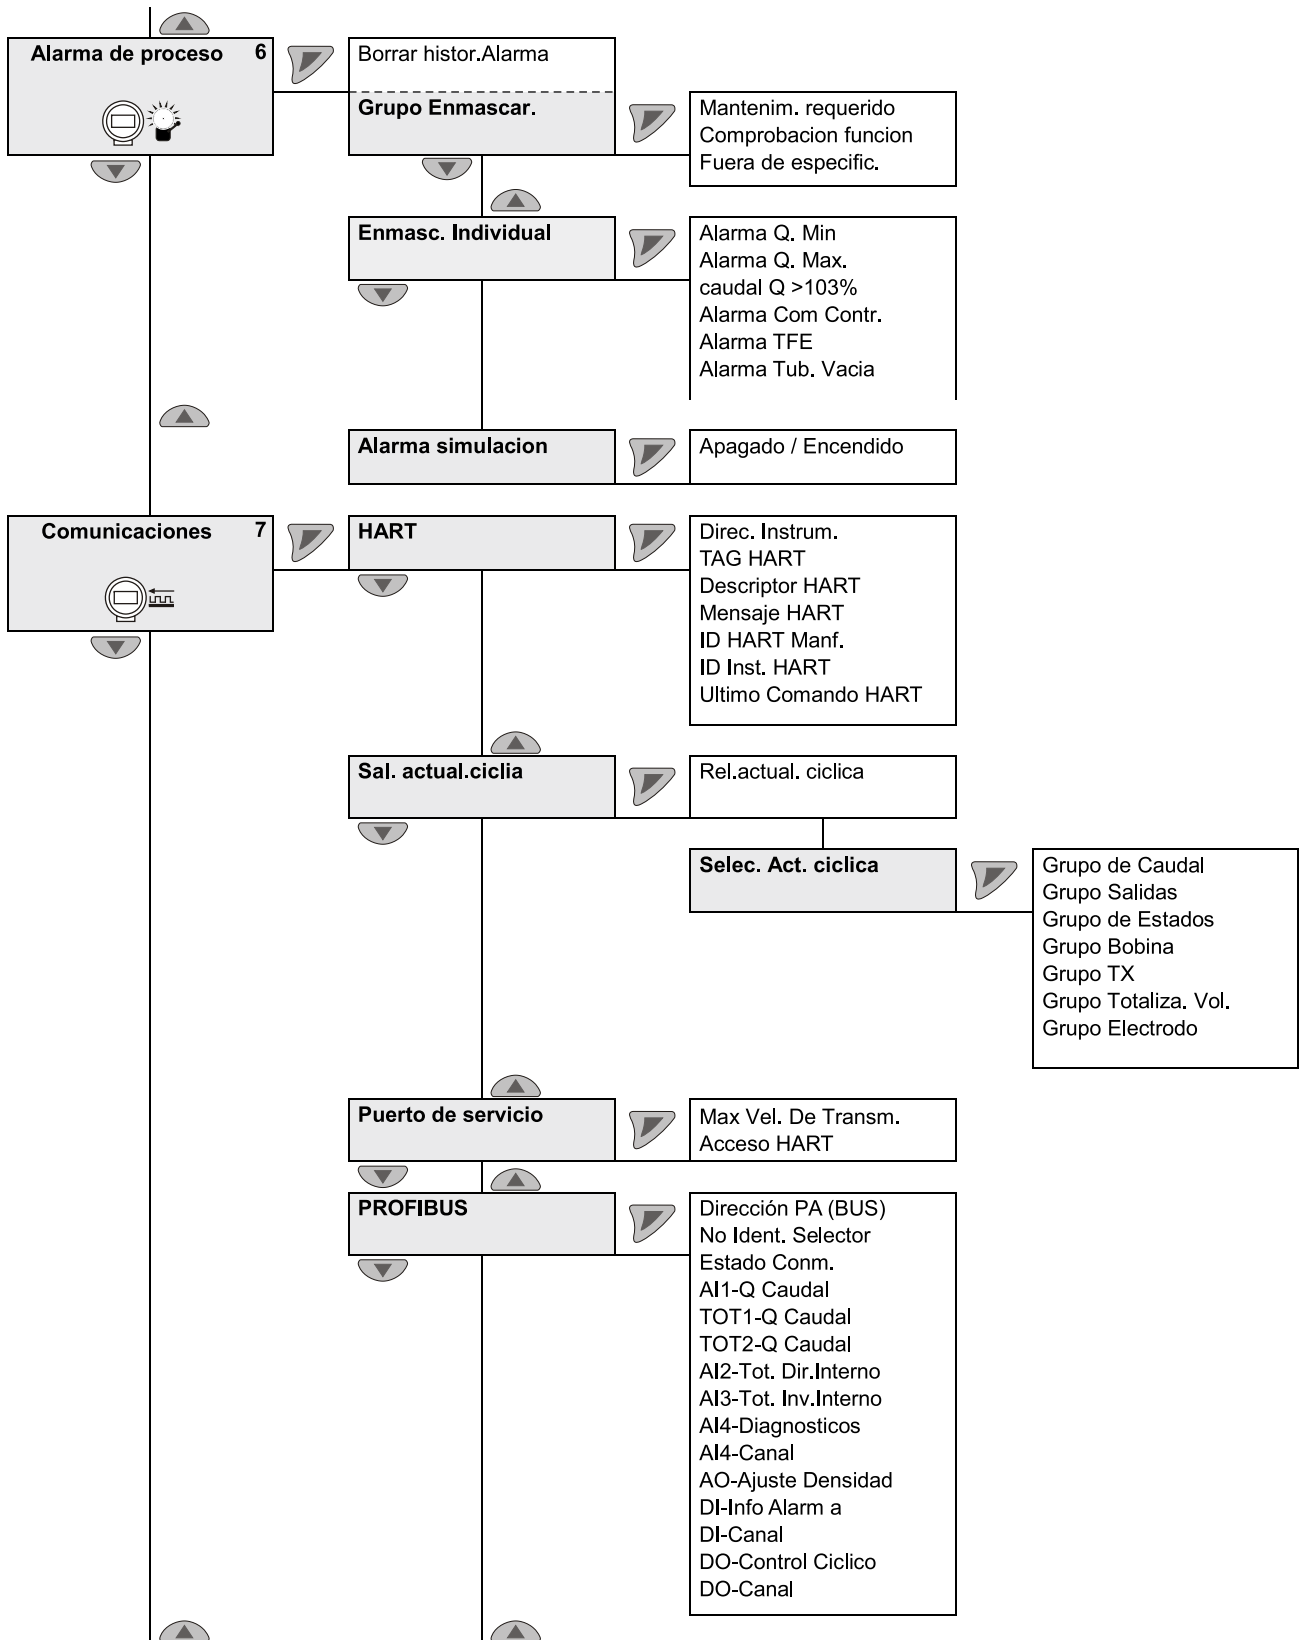 Alarma de proceso 6
Borrar histor.Alarma
Grupo Enmascar.
Mantenim. requerido
Comprobacion funcion
Fuera de especific.
Enmasc. Individual
Alarma Q. Min
Alarma Q. Max.
caudal Q >103%
Alarma Com Contr.
Alarma TFE
Alarma Tub. Vacia
Alarma simulacion
Apagado / Encendido
Comunicaciones 7
HART
Direc. Instrum.
TAG HART
Descriptor HART
Mensaje HART
ID HART Manf.
ID Inst. HART
Ultimo Comando HART
Sal. actual.ciclia
Rel.actual. ciclica
Selec. Act. ciclica
Grupo de Caudal
Grupo Salidas
Grupo de Estados
Grupo Bobina
Grupo TX
Grupo Totaliza. Vol.
Grupo Electrodo
Puerto de servicio
Max Vel. De Transm.
Acceso HART
PROFIBUS
Dirección PA (BUS)
No Ident. Selector
Estado Conm.
AI1-Q Caudal
TOT1-Q Caudal
TOT2-Q Caudal
AI2-Tot. Dir.Interno
AI3-Tot. Inv.Interno
AI4-Diagnosticos
AI4-Canal
AO-Ajuste Densidad
DI-Info Alarm a
DI-Canal
DO-Control Ciclico
DO-Canal